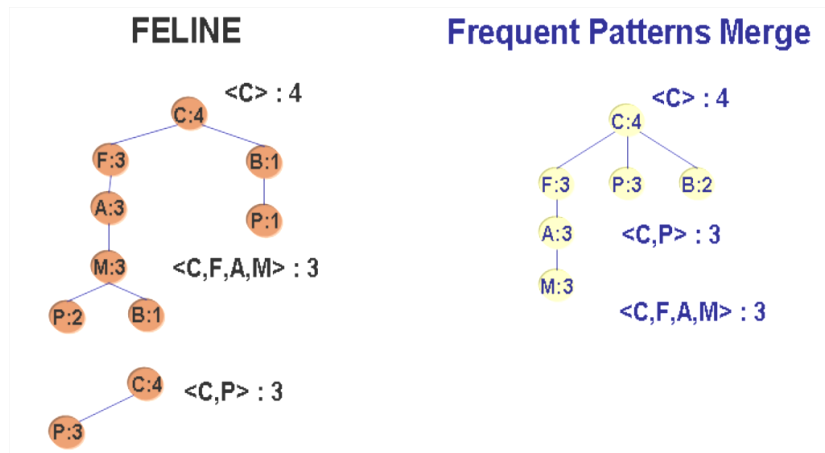 FELINE
<C> : 4
C:4
F:3
B:1
A:3
P:1
M:3
<C,F,A,M> : 3
P:2
B:1
C:4
<C,P> : 3
P:3
Frequent Patterns Merge
<C> : 4
C:4
F:3
P:3
B:2
A:3
<C,P> : 3
M:3
<C,F,A,M> : 3